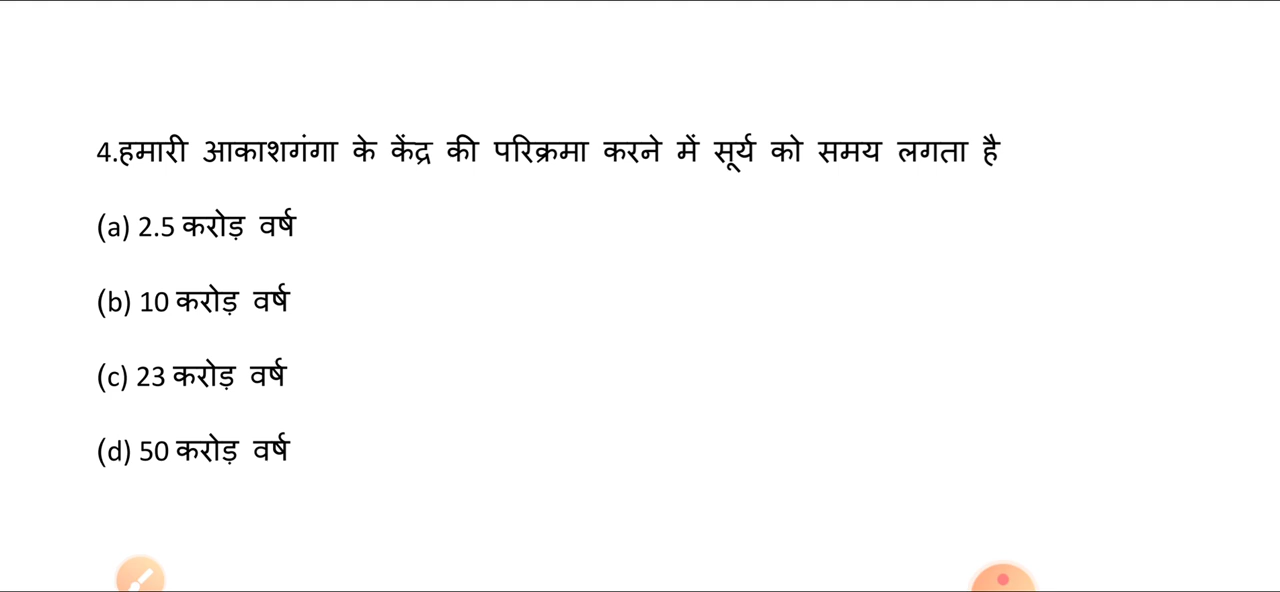 4.हमारी आकाशगंगा के केंद्र की परिक्रमा करने में सूर्य को समय लगता है
(a) 2.5 करोड़ वर्ष
(b) 10 करोड़ वर्ष
(c) 23 करोड़ वर्ष
(d) 50 करोड़ वर्ष